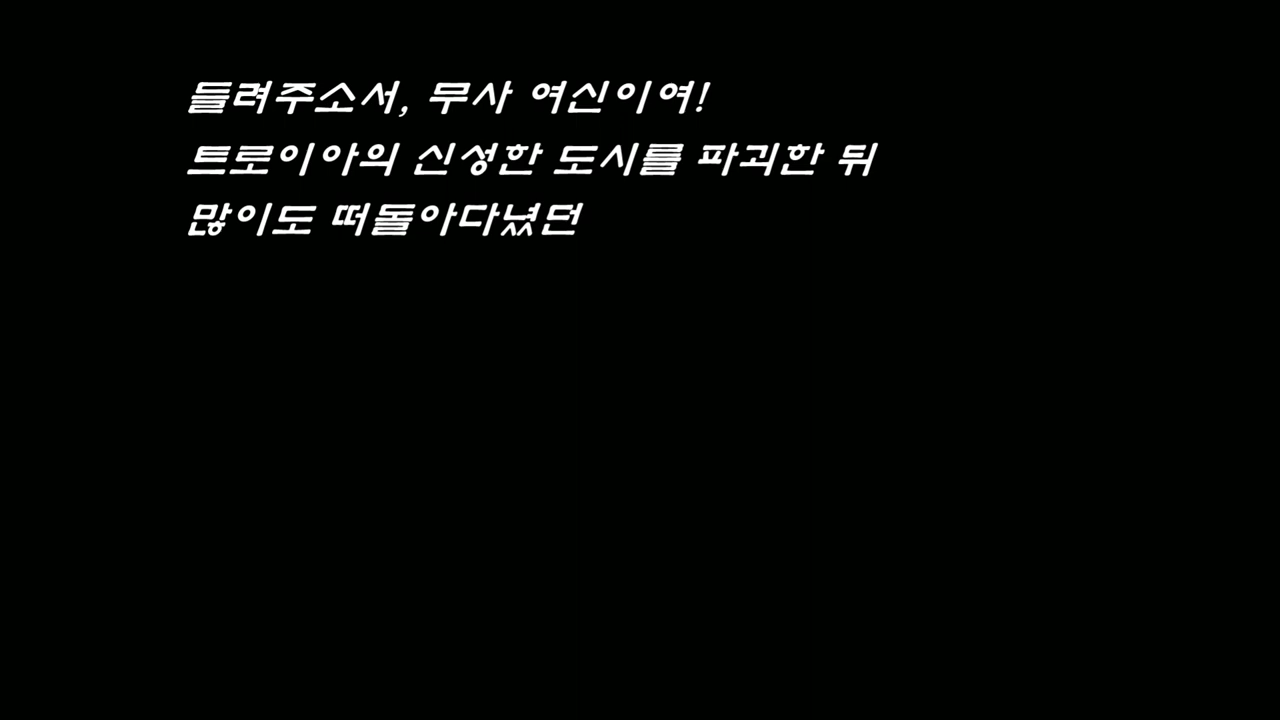 들려주소서, 무사 여신이여!
트로이아의 신성한 도시를 파괴한 뒤
많이도 떠돌아다녔던